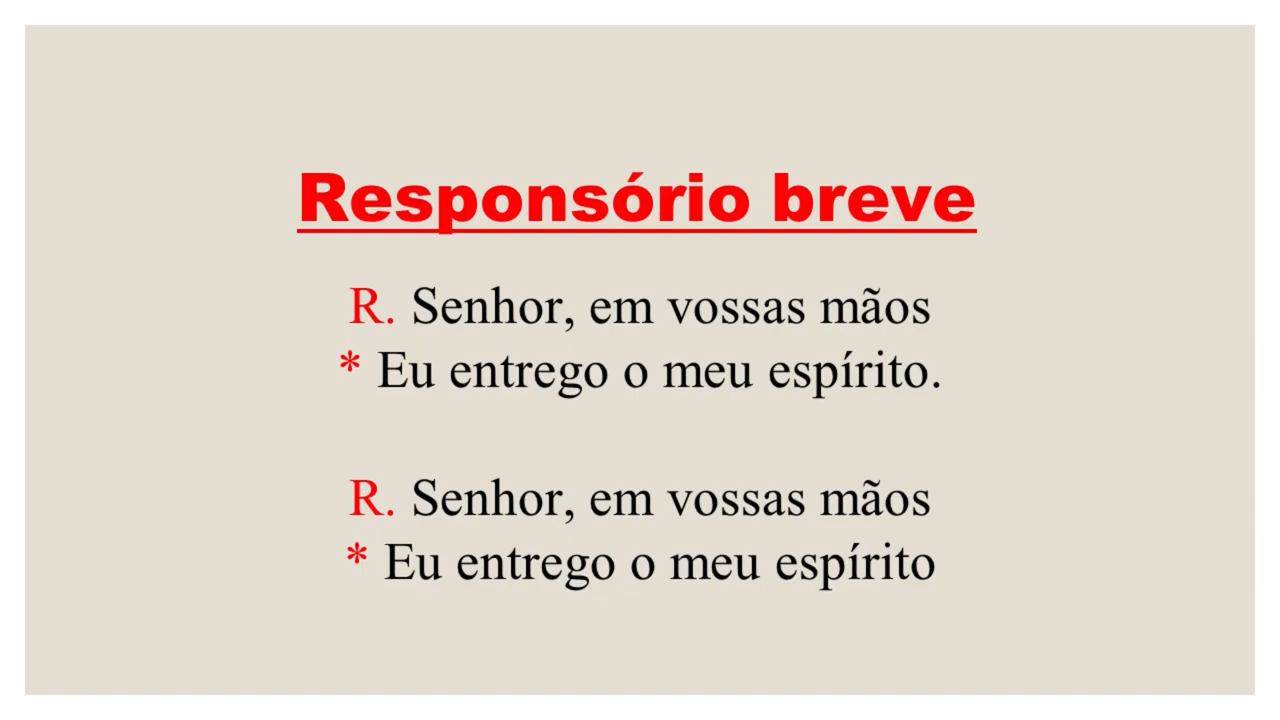 Responsório breve
R. Senhor, em vossas mãos
* Eu entrego o meu espírito.
R. Senhor, em vossas mãos
* Eu entrego o meu espírito